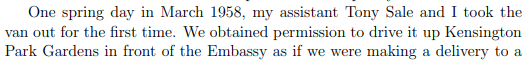 One spring day in March 1958, my assistant Tony Sale and I took the
van out for the first time. We obtained permission to drive it up Kensington
Park Gardens in front of the Embassy as if we were making a delivery to a